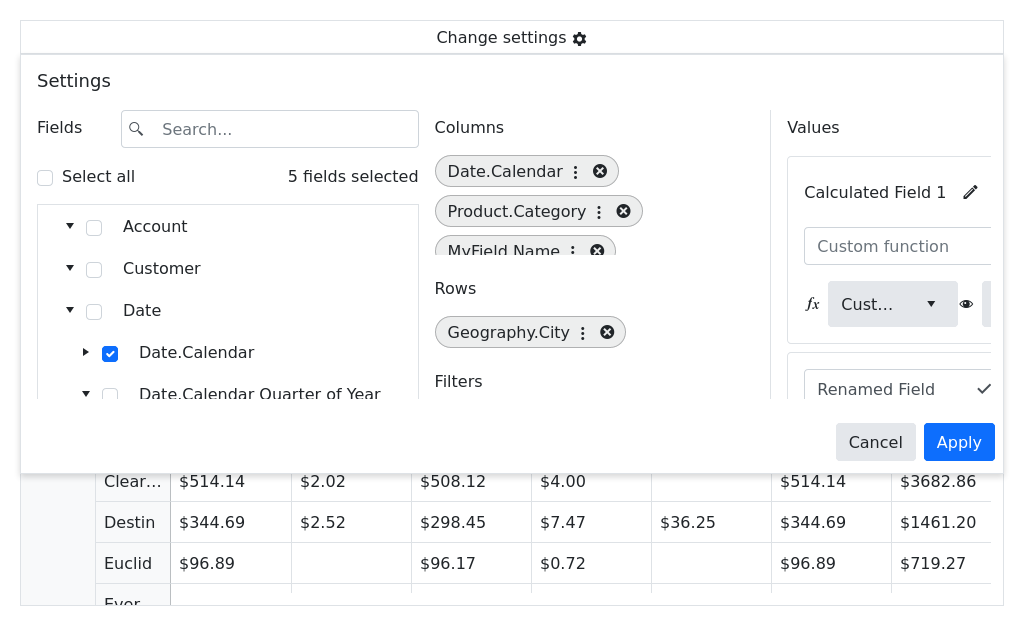 Change settings
Settings
Fields
Search...
Select all
5 fields selected
Account
Customer
Date
Date.Calendar
Date.Calendar Quarter of Year
Columns
Date.Calendar
Product.Category
MyField.Name
Rows
Geography.City
Filters
Values
Calculated Field 1
Custom function
fx
Cust...
Renamed Field
Cancel
Apply
Clear... $514.14 $2.02 $508.12 $4.00 $514.14 $3682.86
Destin $344.69 $2.52 $298.45 $7.47 $36.25 $344.69 $1461.20
Euclid $96.89 $96.17 $0.72 $96.89 $719.27